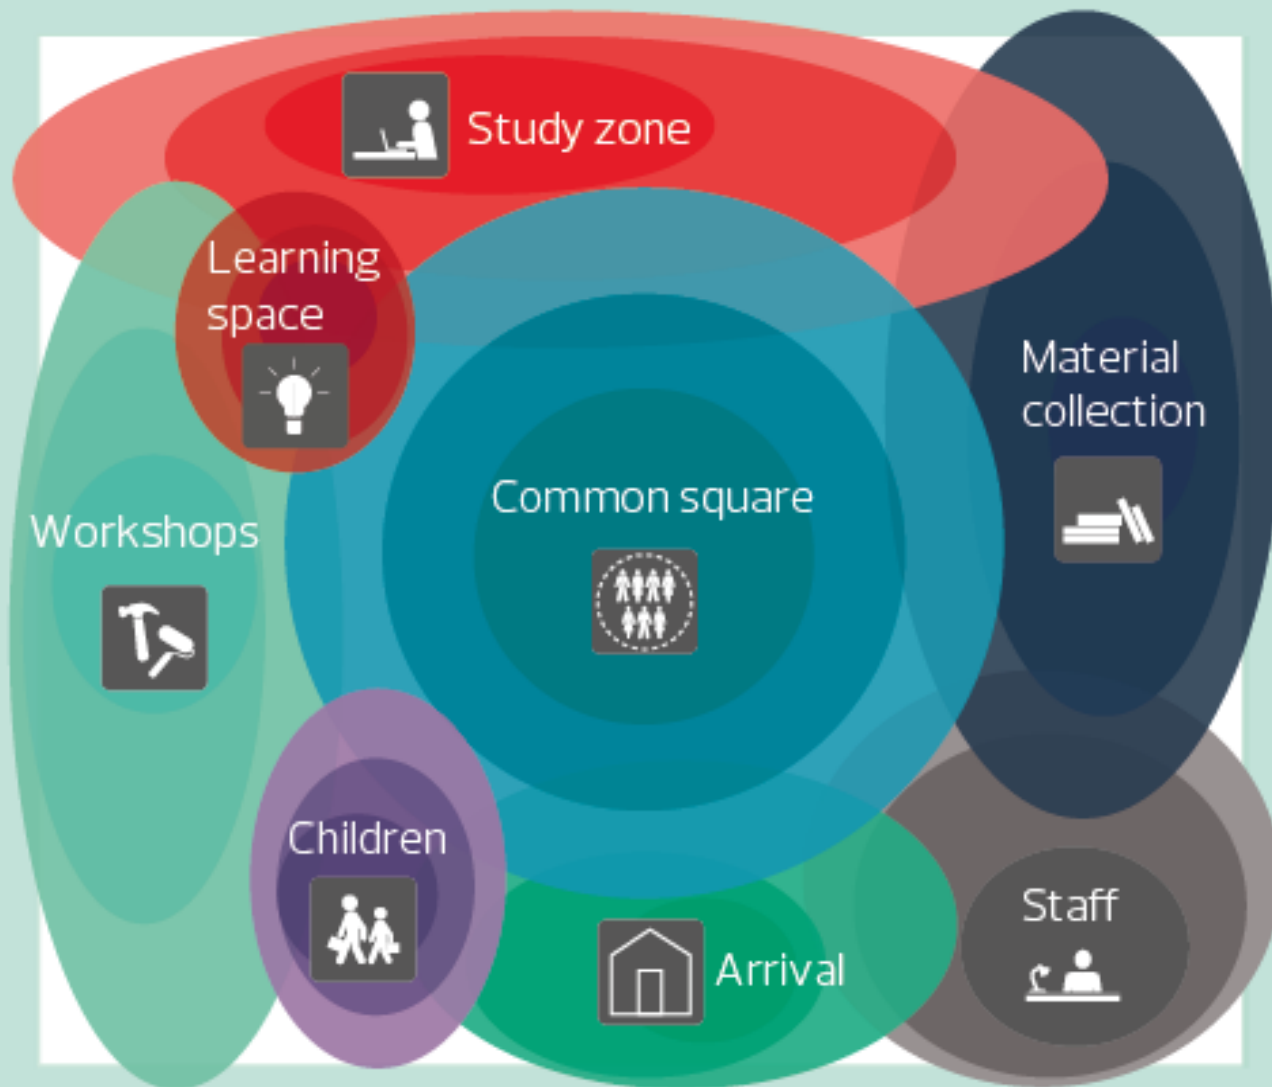 Study zone
Learning
space
Material
collection
Common square
Workshops
Children
Staff
Arrival